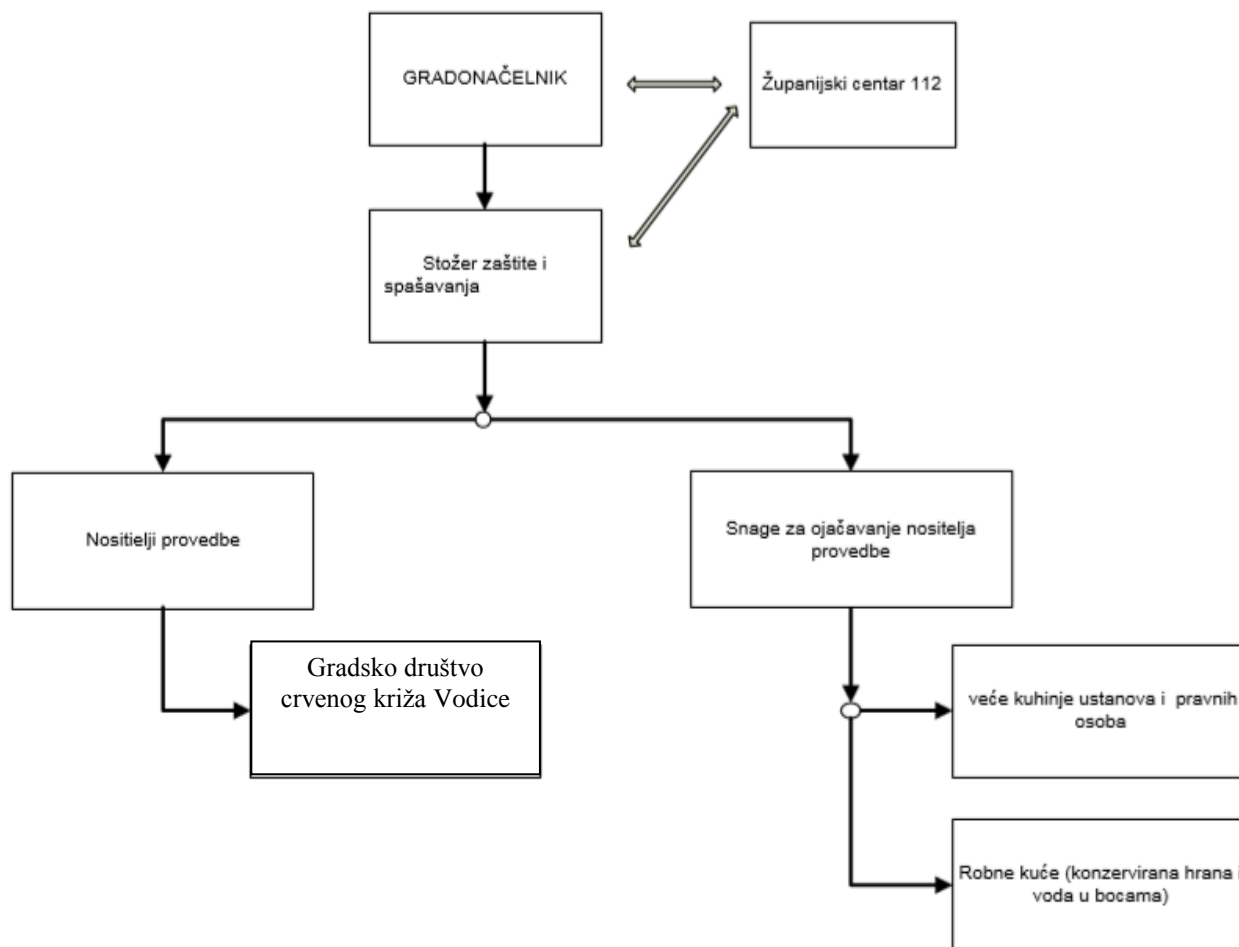 GRADONAČELNIK
Županijski centar 112
Stožer zaštite i
spašavanja
Nositielji provedbe
Snage za ojačavanje nositelja
provedbe
Gradsko društvo
crvenog križa Vodice
veće kuhinje ustanova i pravnih
osoba
Robne kuće (konzervirana hrana i
voda u bocama)